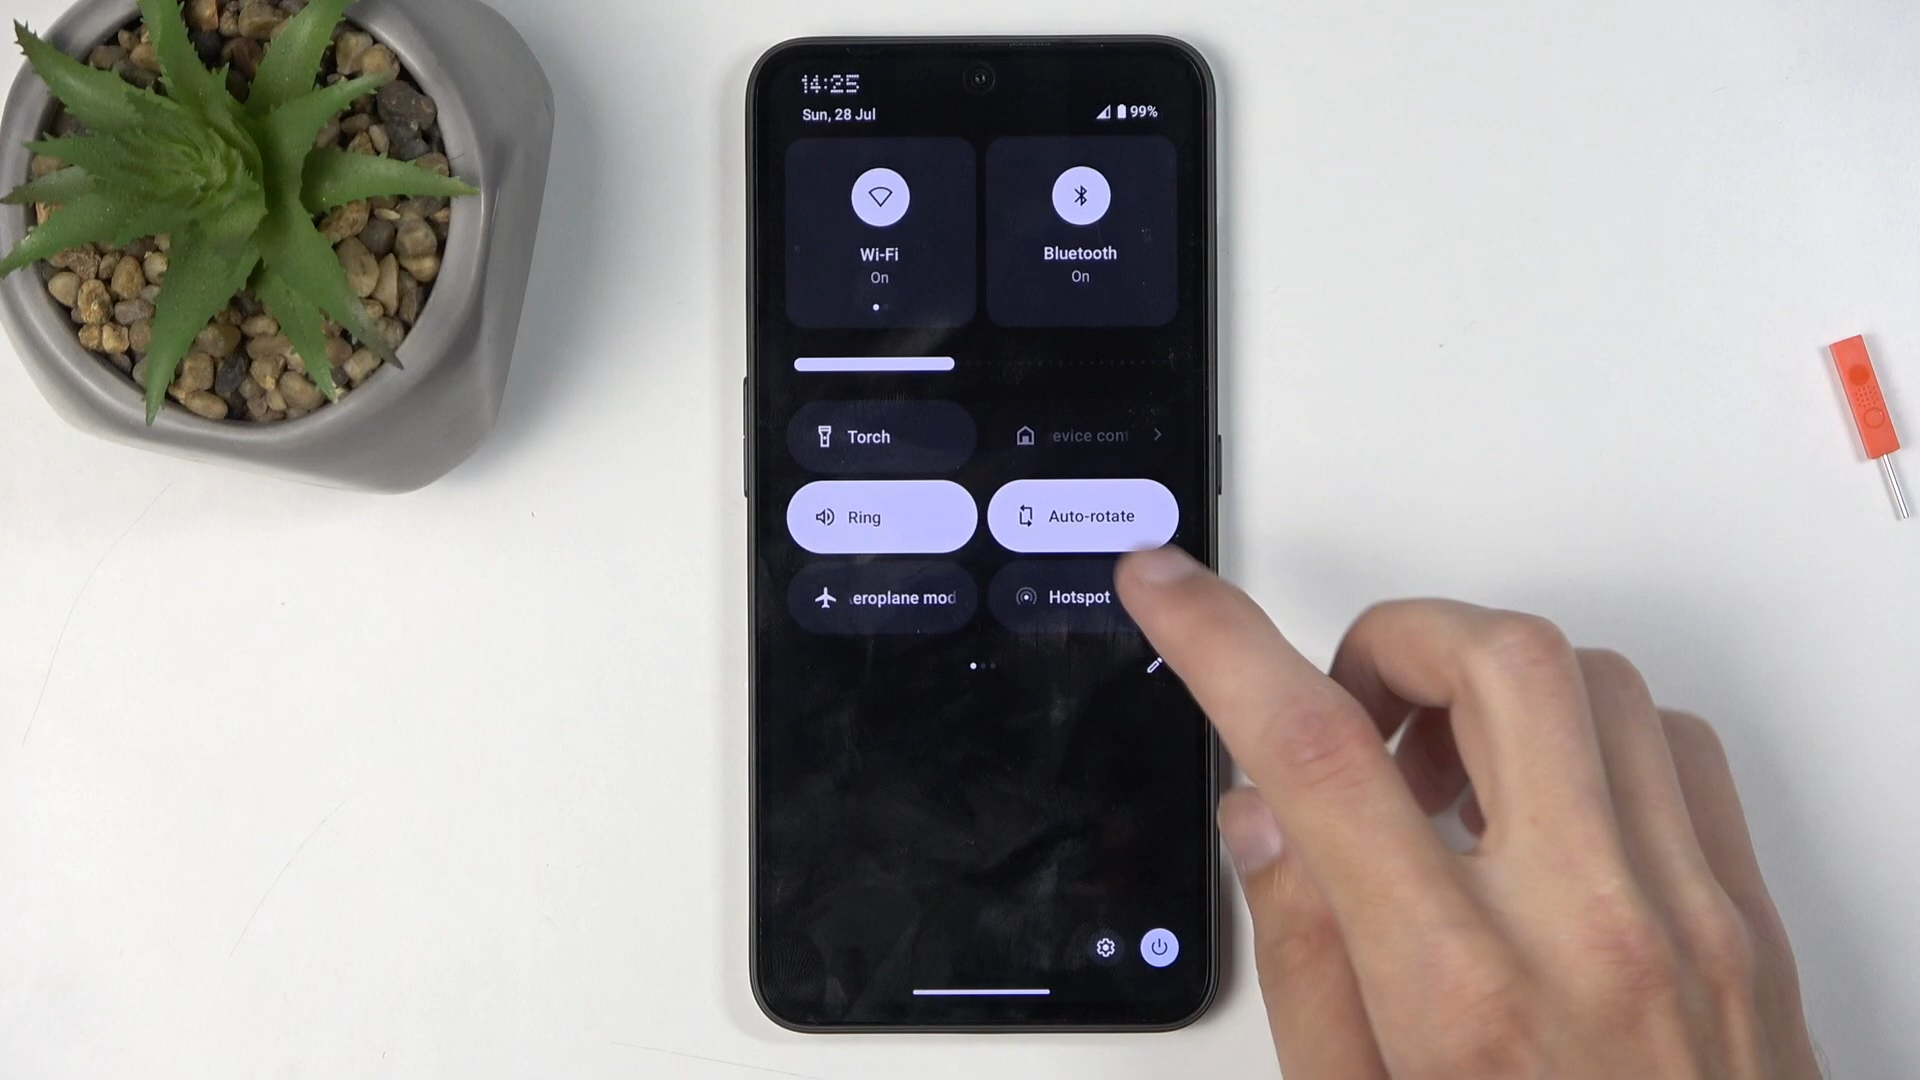 14:25
Sun, 28 Jul
99%
Wi-Fi
On
Bluetooth
On
Torch
evice cont
Ring
Auto-rotate
eroplane mod
Hotspot